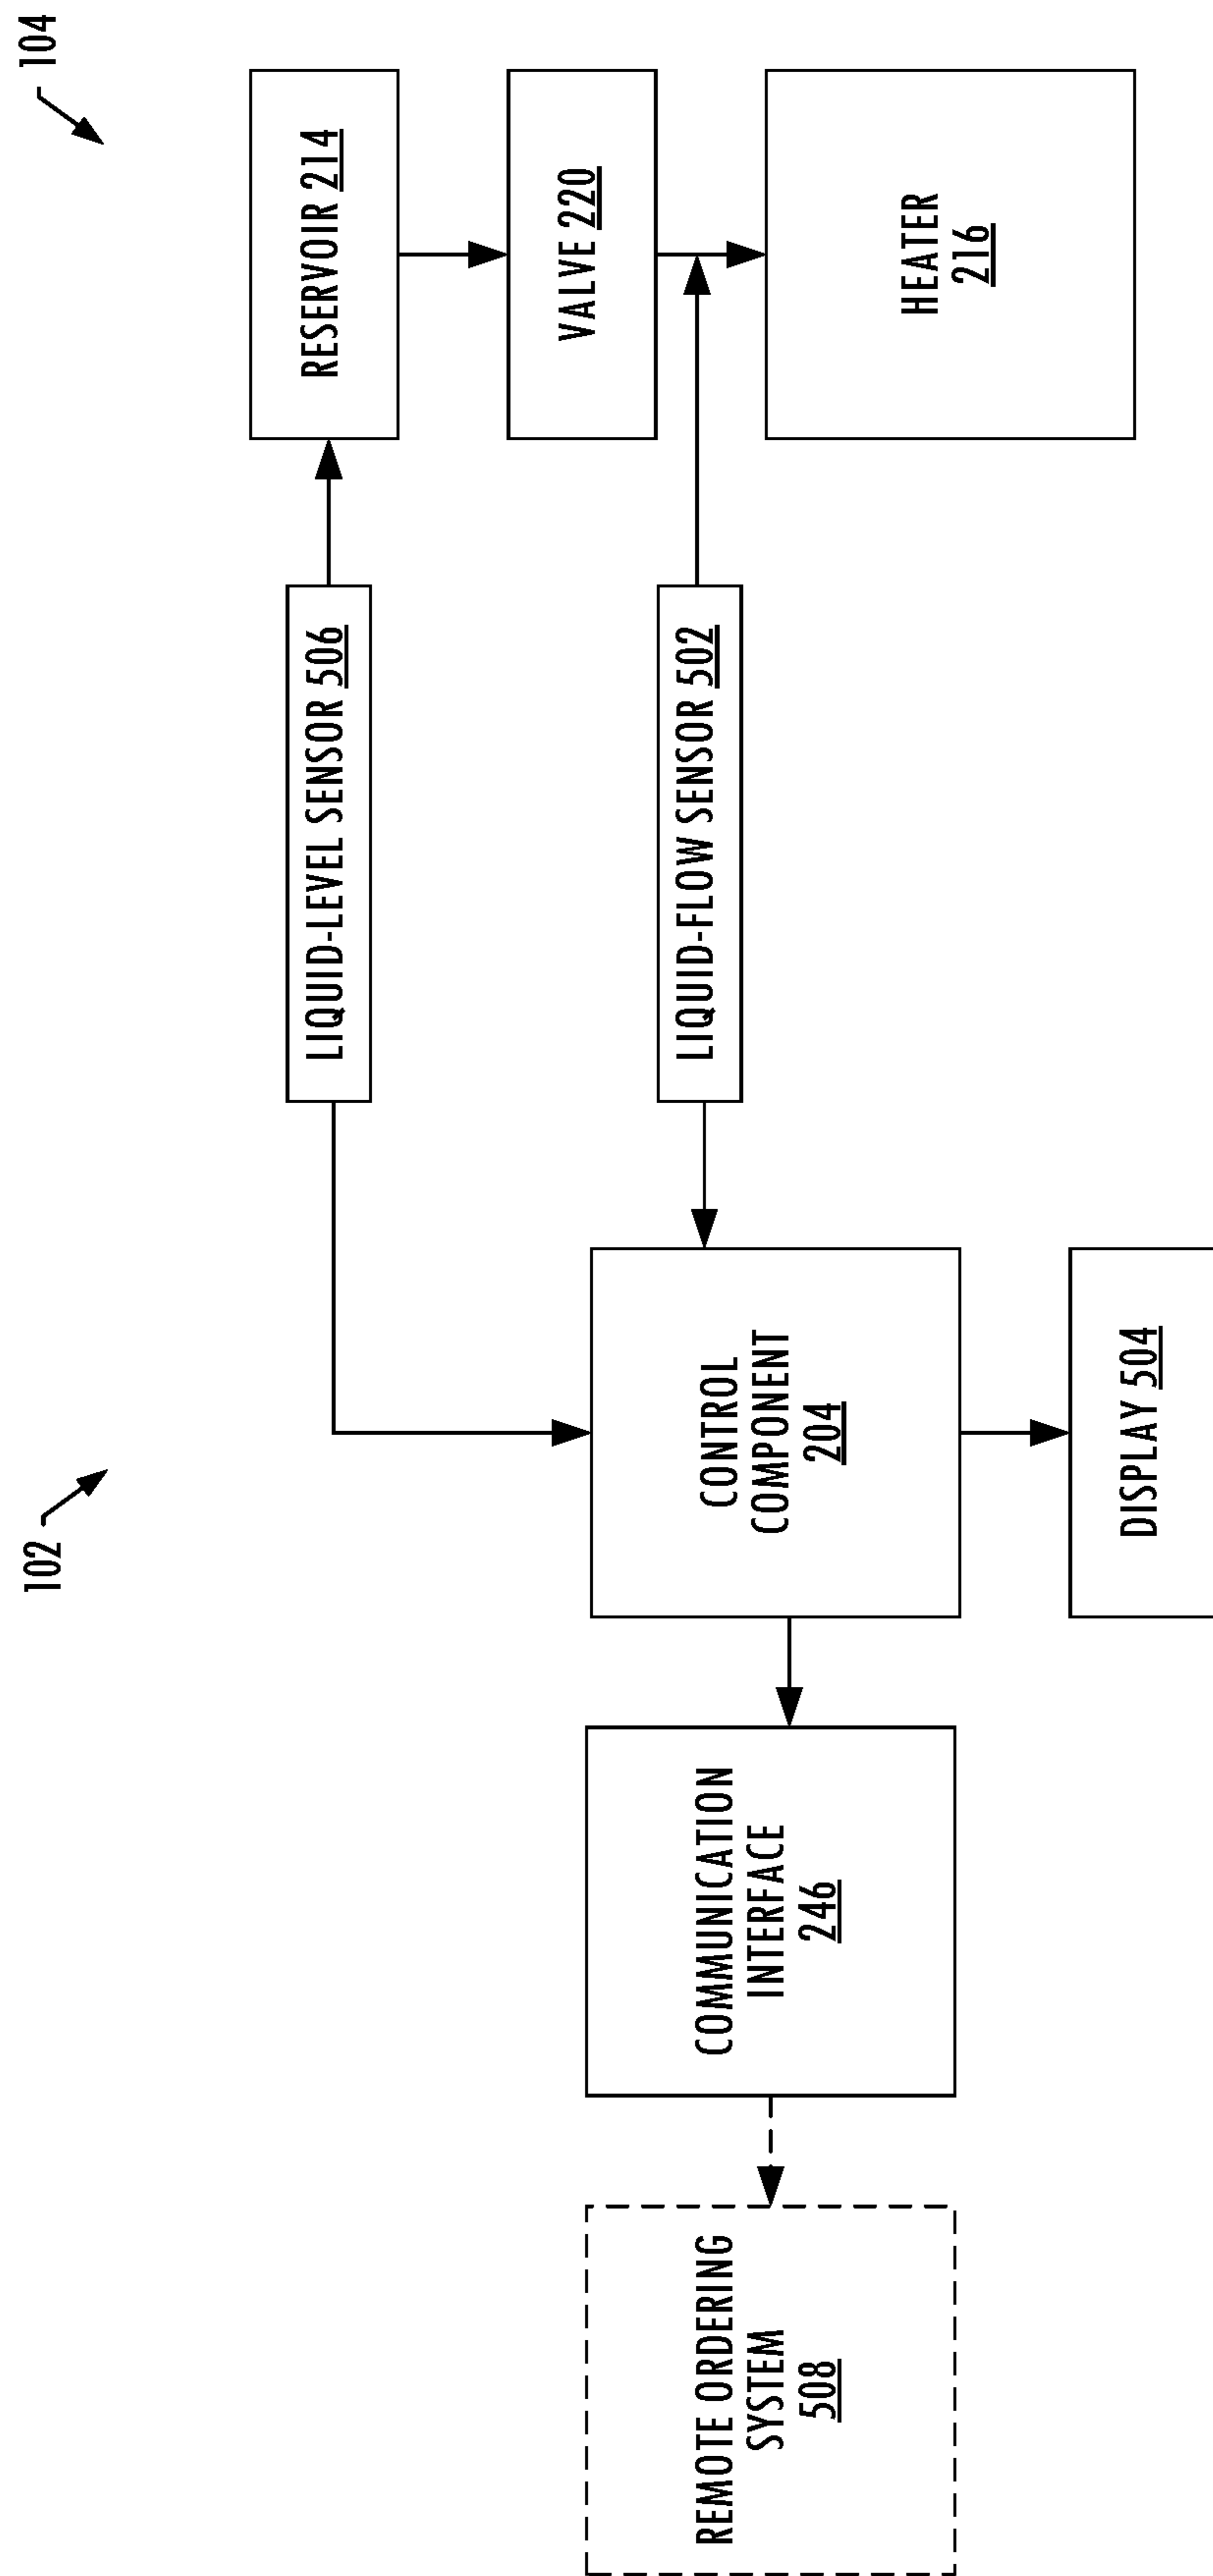 102
104
RESERVOIR 214
LIQUID-LEVEL SENSOR 506
VALVE 220
REMOTE ORDERING
SYSTEM
508
COMMUNICATION
INTERFACE
246
CONTROL
COMPONENT
204
LIQUID-FLOW SENSOR 502
HEATER
216
DISPLAY 504